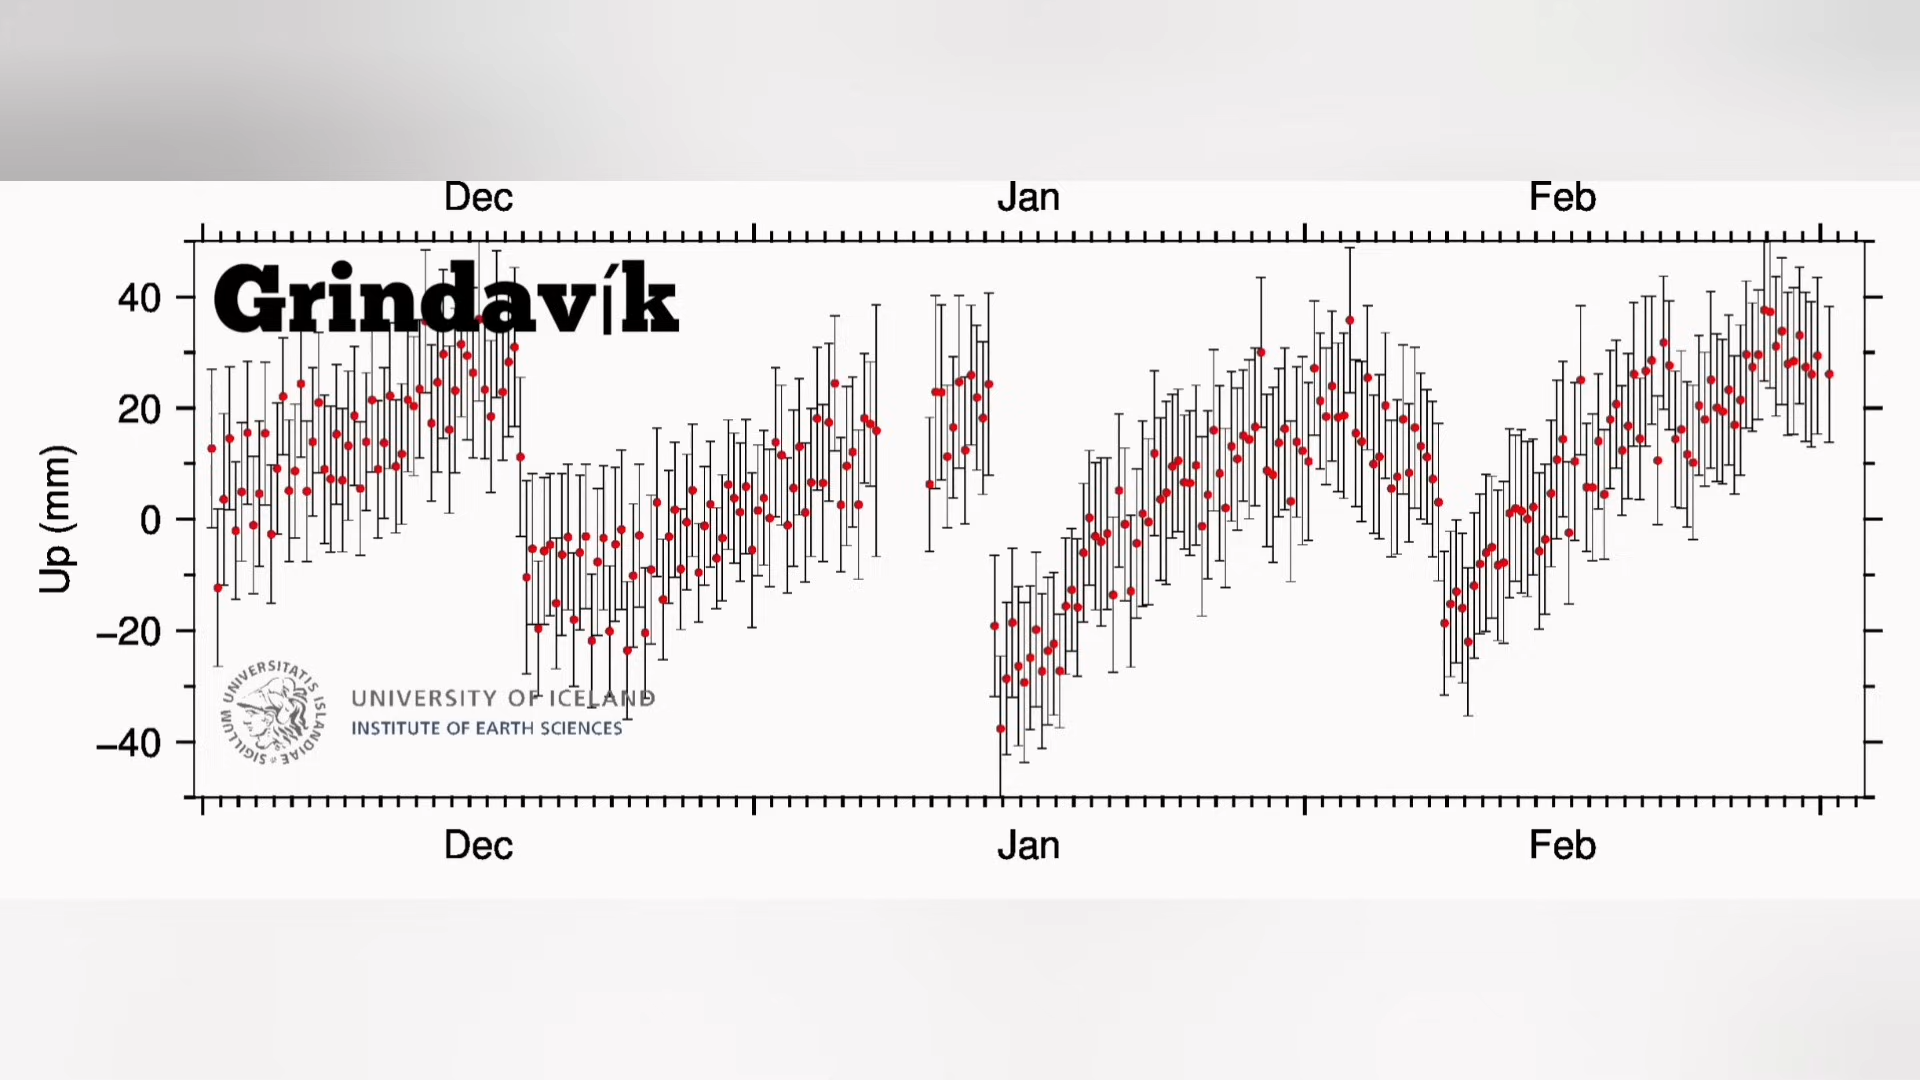 Dec Jan Feb
Grindavík
40
20
0
−20
−40
Up (mm)
SIGILLUM UNIVERSITATIS ISLANDIAE
UNIVERSITY OF ICELAND
INSTITUTE OF EARTH SCIENCES
Dec Jan Feb